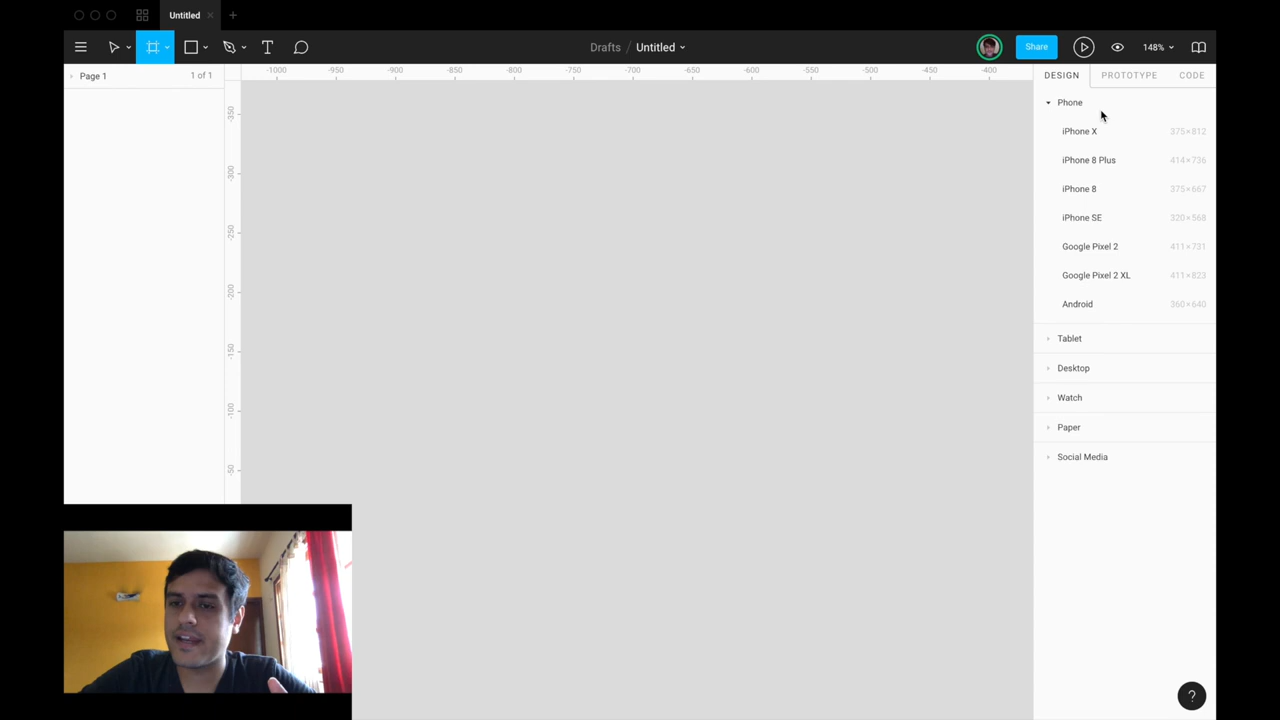 Untitled
Drafts / Untitled
Share
148%
Page 1
1 of 1
-1000
-950
-900
-850
-800
-750
-700
-650
-600
-550
-500
-450
-400
-350
-300
-250
-200
-150
-100
-50
DESIGN
PROTOTYPE
CODE
Phone
iPhone X 375×812
iPhone 8 Plus 414×736
iPhone 8 375×667
iPhone SE 320×568
Google Pixel 2 411×731
Google Pixel 2 XL 411×823
Android 360×640
Tablet
Desktop
Watch
Paper
Social Media
?